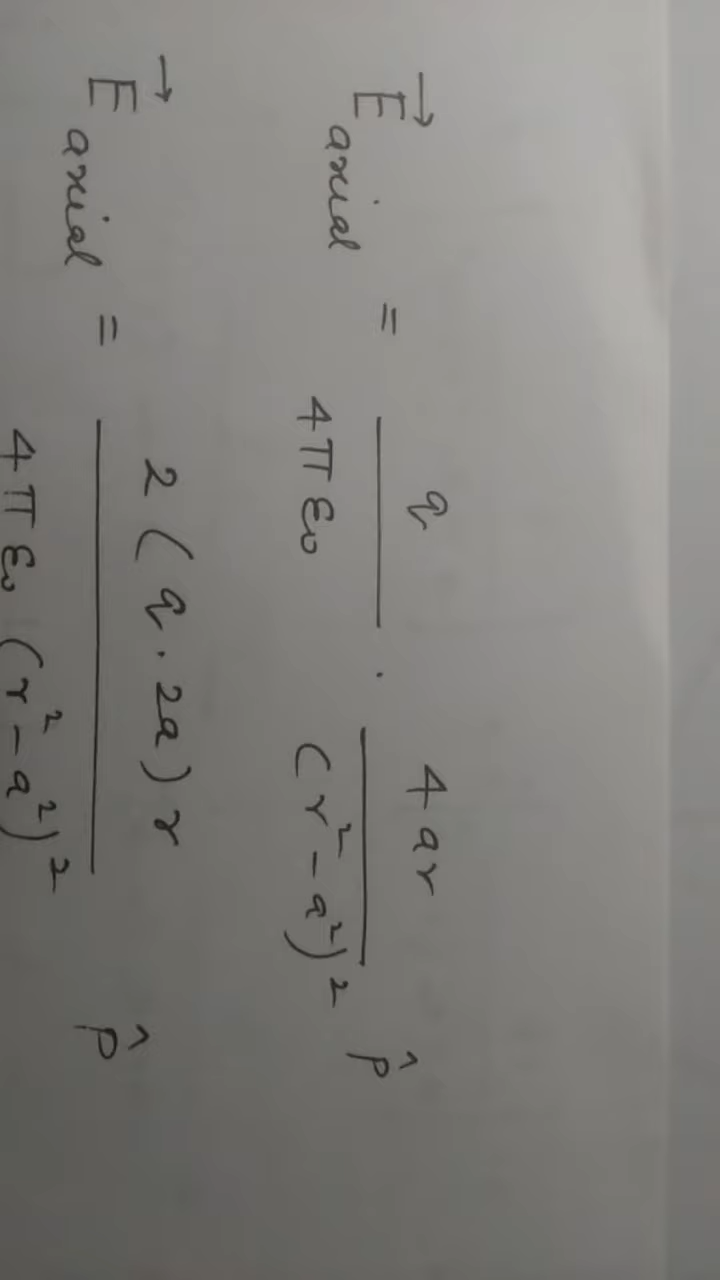 E⃗axial = q/(4πε₀) · 4ar/(r² − a²)² p̂
E⃗axial = 2(q.2a)r/(4πε₀(r² − a²)²) p̂